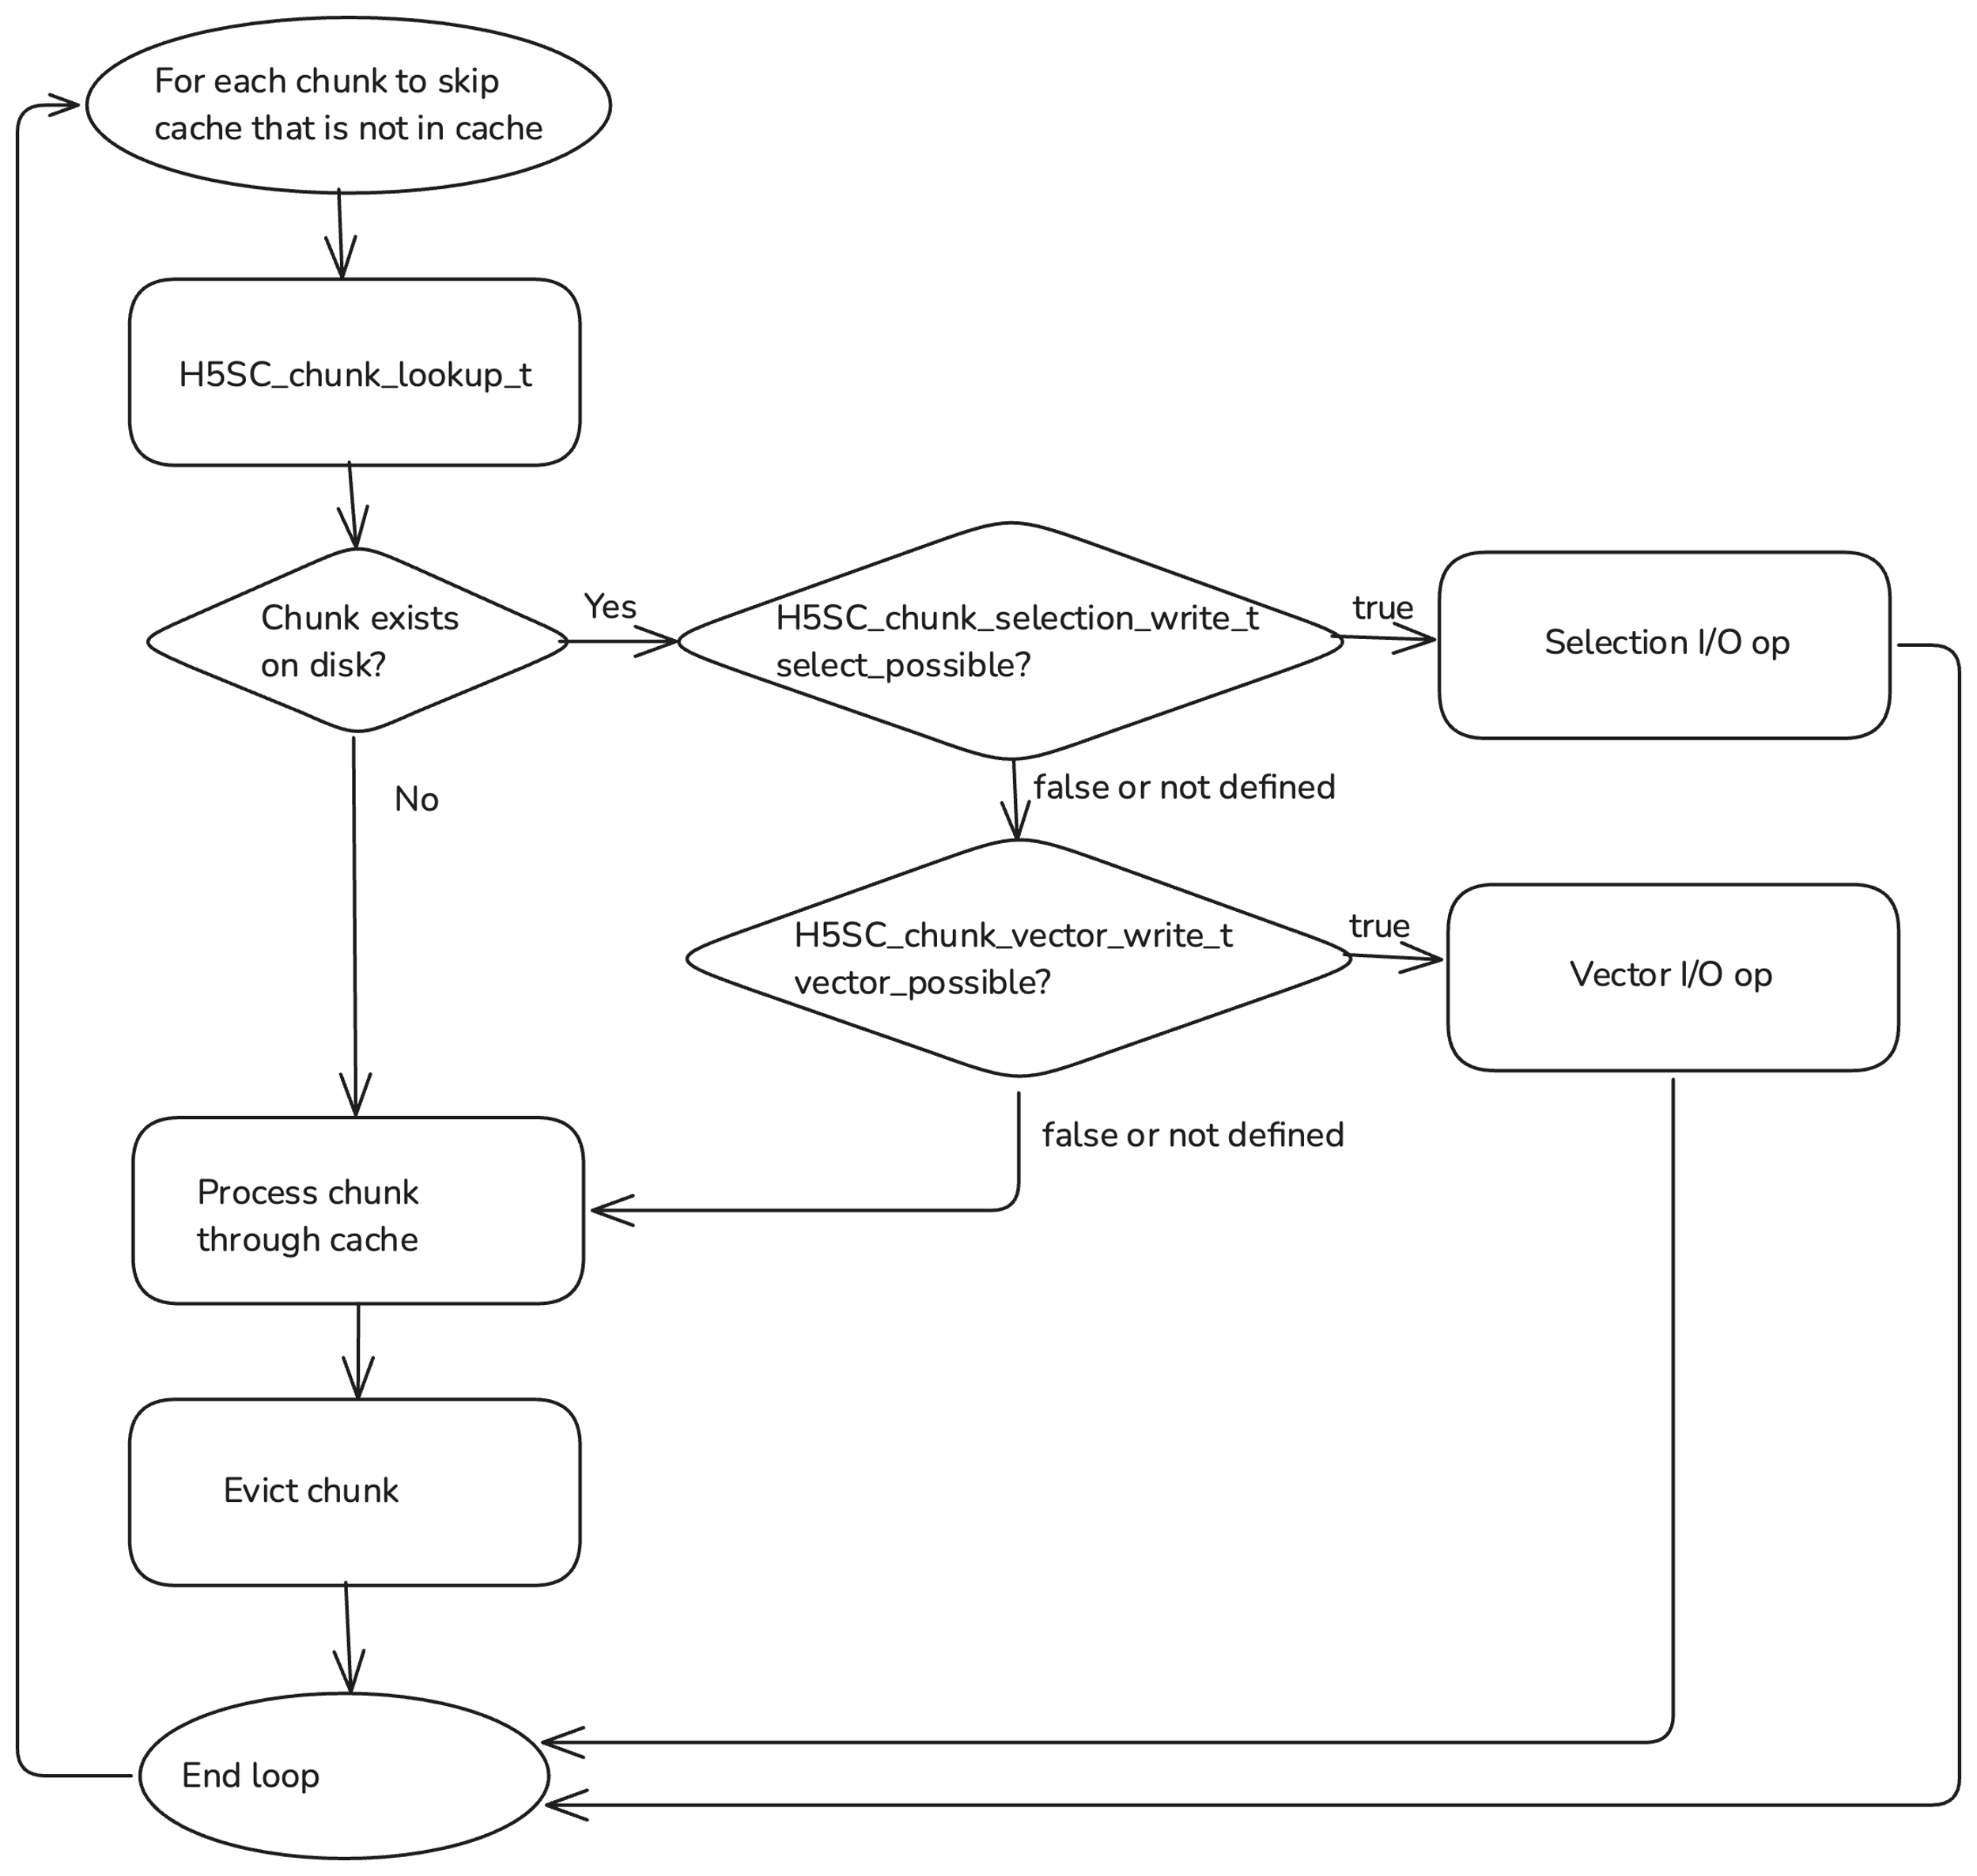 For each chunk to skip
cache that is not in cache
H5SC_chunk_lookup_t
Chunk exists
on disk?
Yes
H5SC_chunk_selection_write_t
select_possible?
true
Selection I/O op
No
false or not defined
H5SC_chunk_vector_write_t
vector_possible?
true
Vector I/O op
false or not defined
Process chunk
through cache
Evict chunk
End loop